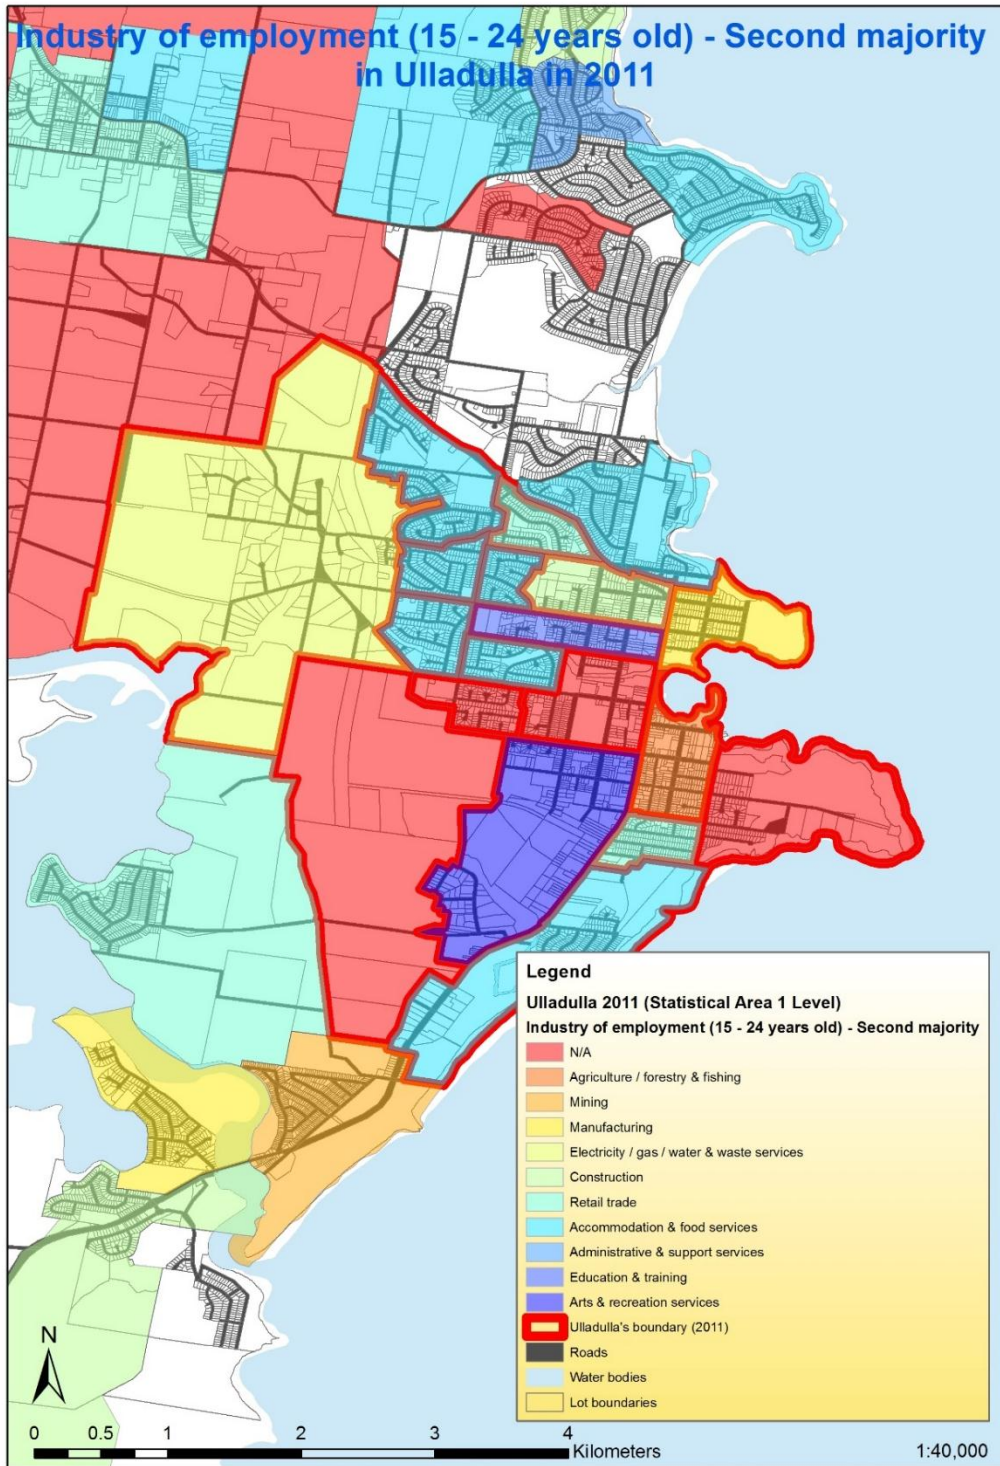 Industry of employment (15 - 24 years old) - Second majority
in Ulladulla in 2011
Legend
Ulladulla 2011 (Statistical Area 1 Level)
Industry of employment (15 - 24 years old) - Second majority
N/A
Agriculture / forestry & fishing
Mining
Manufacturing
Electricity / gas / water & waste services
Construction
Retail trade
Accommodation & food services
Administrative & support services
Education & training
Arts & recreation services
Ulladulla's boundary (2011)
Roads
Water bodies
Lot boundaries
N
0 0.5 1 2 3 4
Kilometers
1:40,000